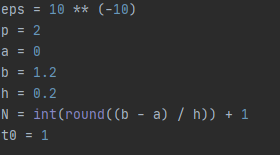 eps = 10 ** (-10)
p = 2
a = 0
b = 1.2
h = 0.2
N = int(round((b - a) / h)) + 1
t0 = 1